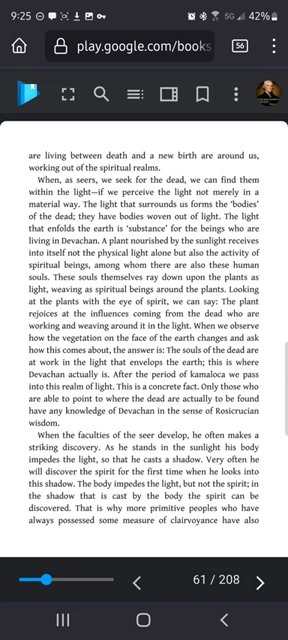 9:25
5G
42%
play.google.com/books
56
are living between death and a new birth are around us,
working out of the spiritual realms.
When, as seers, we seek for the dead, we can find them
within the light—if we perceive the light not merely in a
material way. The light that surrounds us forms the ‘bodies’
of the dead; they have bodies woven out of light. The light
that enfolds the earth is ‘substance’ for the beings who are
living in Devachan. A plant nourished by the sunlight receives
into itself not the physical light alone but also the activity of
spiritual beings, among whom there are also these human
souls. These souls themselves ray down upon the plants as
light, weaving as spiritual beings around the plants. Looking
at the plants with the eye of spirit, we can say: The plant
rejoices at the influences coming from the dead who are
working and weaving around it in the light. When we observe
how the vegetation on the face of the earth changes and ask
how this comes about, the answer is: The souls of the dead are
at work in the light that envelops the earth; this is where
Devachan actually is. After the period of kamaloca we pass
into this realm of light. This is a concrete fact. Only those who
are able to point to where the dead are actually to be found
have any knowledge of Devachan in the sense of Rosicrucian
wisdom.
When the faculties of the seer develop, he often makes a
striking discovery. As he stands in the sunlight his body
impedes the light, so that he casts a shadow. Very often he
will discover the spirit for the first time when he looks into
this shadow. The body impedes the light, but not the spirit; in
the shadow that is cast by the body the spirit can be
discovered. That is why more primitive peoples who have
always possessed some measure of clairvoyance have also
61 / 208